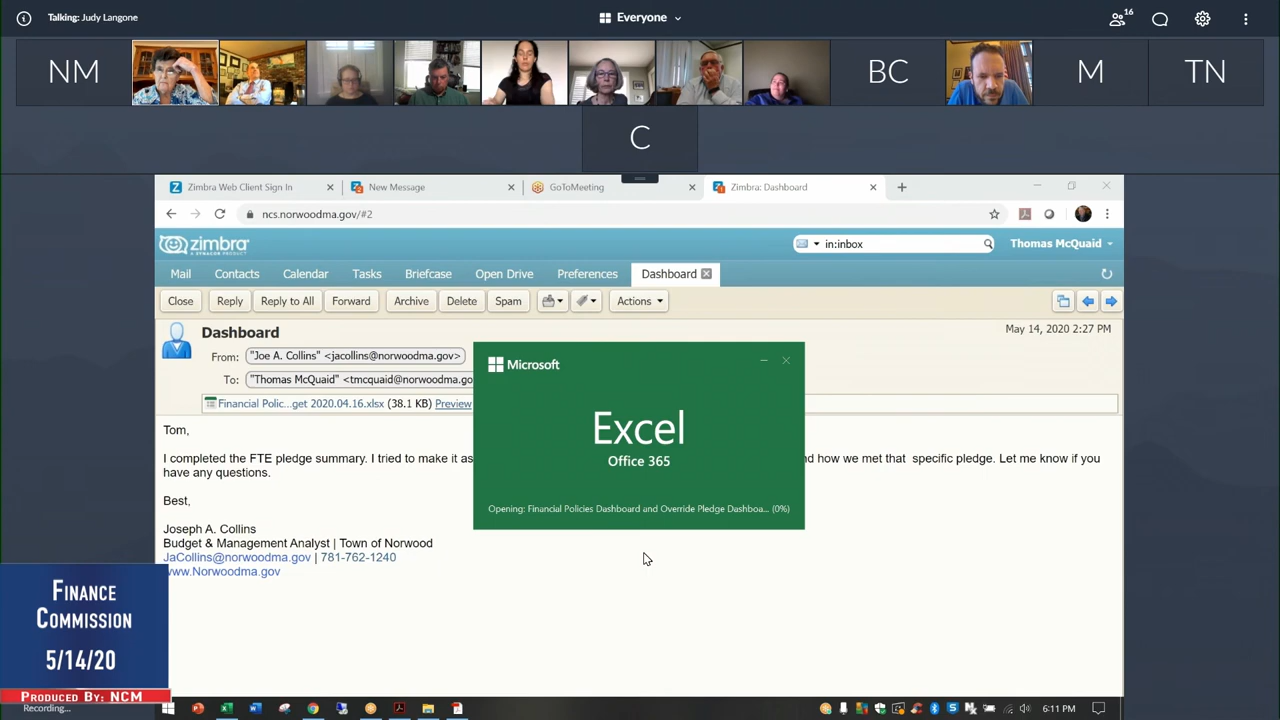 Talking: Judy Langone
Everyone
16
NM
BC
M
TN
C
Zimbra Web Client Sign In
New Message
GoToMeeting
Zimbra: Dashboard
ncs.norwoodma.gov/#2
zimbra
A SYNACOR PRODUCT
in:inbox
Thomas McQuaid
Mail Contacts Calendar Tasks Briefcase Open Drive Preferences Dashboard
Close Reply Reply to All Forward Archive Delete Spam Actions
Dashboard
May 14, 2020 2:27 PM
From: "Joe A. Collins" <jacollins@norwoodma.gov>
To: "Thomas McQuaid" <tmcquaid@norwoodma.go
Financial Polic...get 2020.04.16.xlsx (38.1 KB) Preview
Microsoft
Excel
Office 365
Opening: Financial Policies Dashboard and Override Pledge Dashboa... (0%)
Tom,
I completed the FTE pledge summary. I tried to make it as nd how we met that specific pledge. Let me know if you
have any questions.
Best,
Joseph A. Collins
Budget & Management Analyst | Town of Norwood
JaCollins@norwoodma.gov | 781-762-1240
www.Norwoodma.gov
Finance
Commission
5/14/20
Produced By: NCM
Recording...
6:11 PM